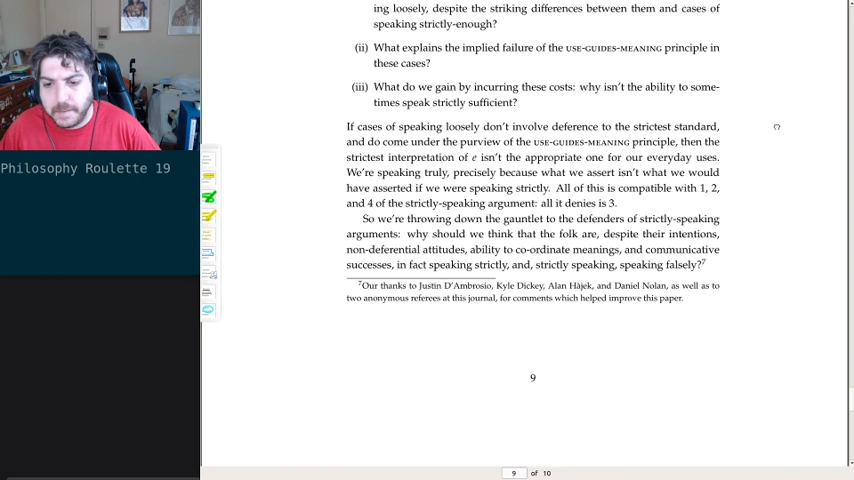 ing loosely, despite the striking differences between them and cases of
speaking strictly-enough?
(ii) What explains the implied failure of the USE-GUIDES-MEANING principle in
these cases?
(iii) What do we gain by incurring these costs: why isn't the ability to some-
times speak strictly sufficient?
If cases of speaking loosely don't involve deference to the strictest standard,
and do come under the purview of the USE-GUIDES-MEANING principle, then the
strictest interpretation of e isn't the appropriate one for our everyday uses.
We're speaking truly, precisely because what we assert isn't what we would
have asserted if we were speaking strictly. All of this is compatible with 1, 2,
and 4 of the strictly-speaking argument: all it denies is 3.
So we're throwing down the gauntlet to the defenders of strictly-speaking
arguments: why should we think that the folk are, despite their intentions,
non-deferential attitudes, ability to co-ordinate meanings, and communicative
successes, in fact speaking strictly, and, strictly speaking, speaking falsely?7
7Our thanks to Justin D'Ambrosio, Kyle Dickey, Alan Hàjek, and Daniel Nolan, as well as to
two anonymous referees at this journal, for comments which helped improve this paper.
9
Philosophy Roulette 19
9 of 10